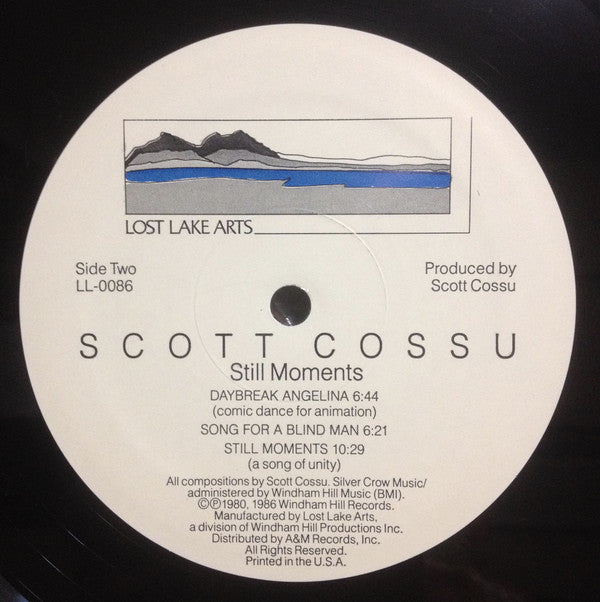 LOST LAKE ARTS
Side Two
LL-0086
Produced by
Scott Cossu
SCOTT COSSU
Still Moments
DAYBREAK ANGELINA 6:44
(comic dance for animation)
SONG FOR A BLIND MAN 6:21
STILL MOMENTS 10:29
(a song of unity)
All compositions by Scott Cossu. Silver Crow Music/
administered by Windham Hill Music (BMI).
©℗1980, 1986 Windham Hill Records.
Manufactured by Lost Lake Arts,
a division of Windham Hill Productions Inc.
Distributed by A&M Records, Inc.
All Rights Reserved.
Printed in the U.S.A.